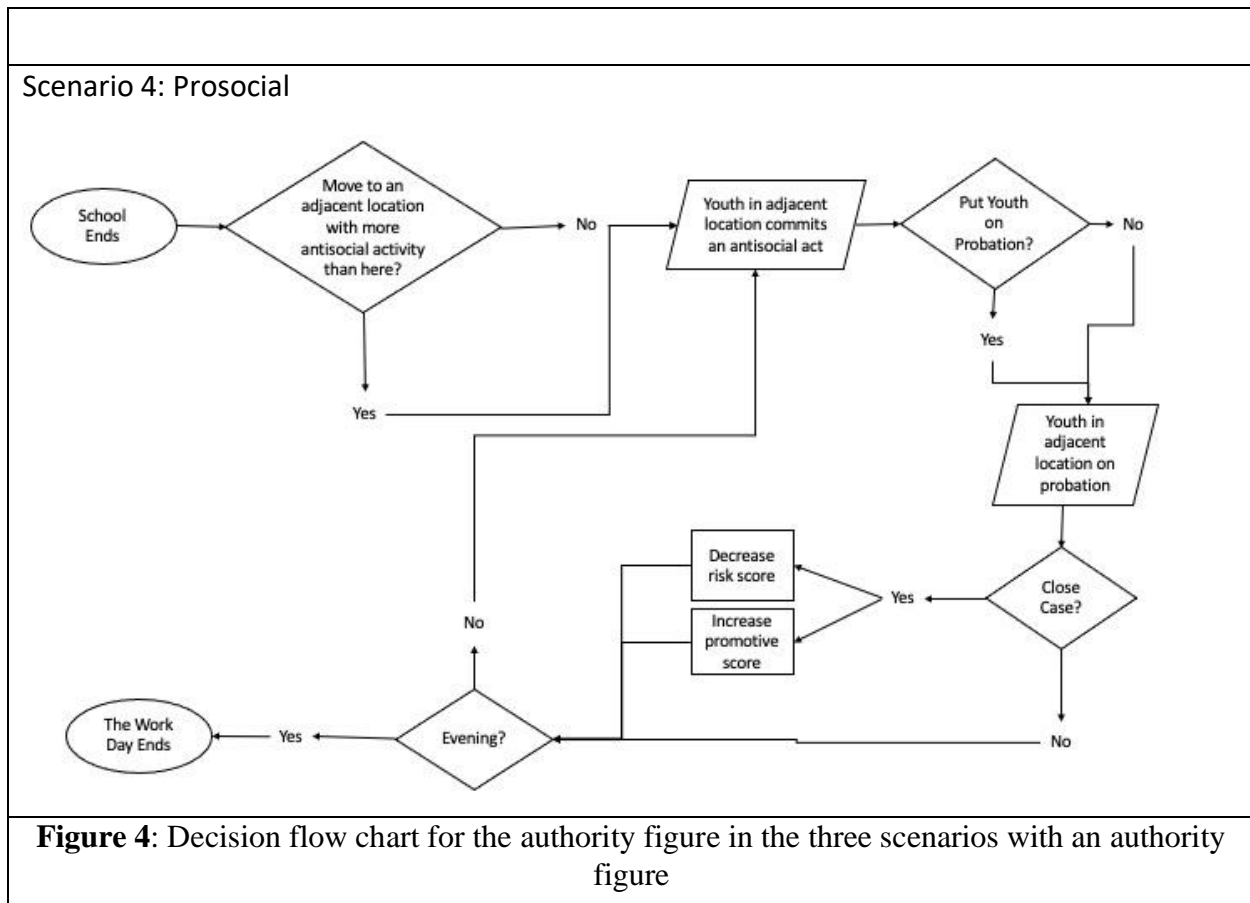 Scenario 4: Prosocial
School
Ends
Move to an
adjacent location
with more
antisocial activity
than here?
No
Yes
Youth in adjacent
location commits
an antisocial act
Put Youth
on
Probation?
No
Yes
Youth in
adjacent
location on
probation
Close
Case?
Yes
No
Decrease
risk score
Increase
promotive
score
Evening?
No
Yes
The Work
Day Ends
Figure 4: Decision flow chart for the authority figure in the three scenarios with an authority
figure